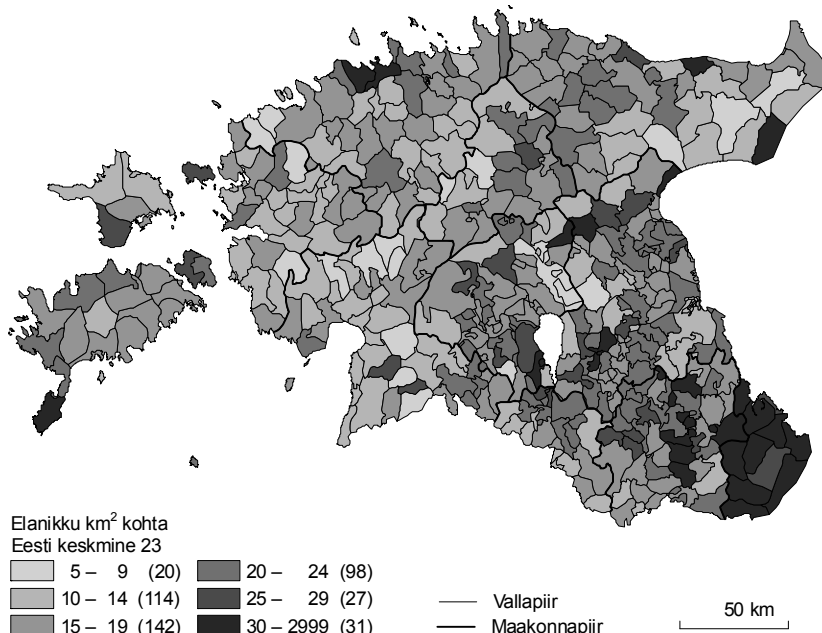 Elanikku km² kohta
Eesti keskmine 23
5 – 9 (20)
10 – 14 (114)
15 – 19 (142)
20 – 24 (98)
25 – 29 (27)
30 – 2999 (31)
Vallapiir
Maakonnapiir
50 km